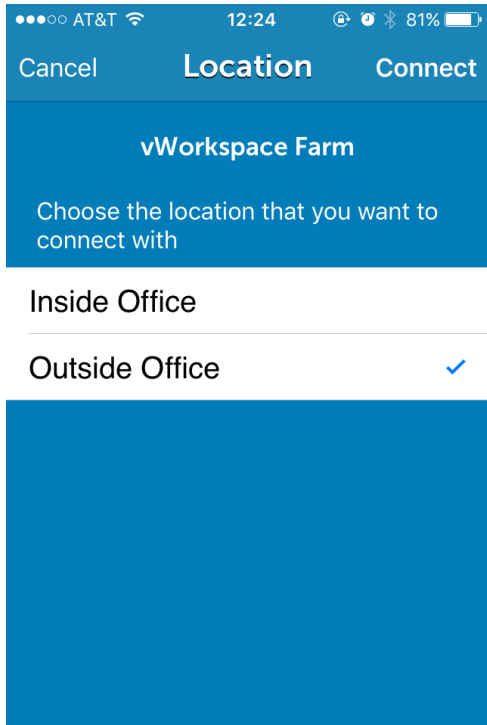 AT&T 12:24 81%
Cancel Location Connect
vWorkspace Farm
Choose the location that you want to
connect with
Inside Office
Outside Office